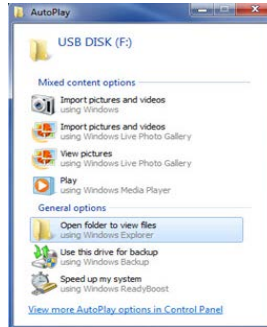 AutoPlay
USB DISK (F:)
Mixed content options
Import pictures and videos
using Windows
Import pictures and videos
using Windows Live Photo Gallery
View pictures
using Windows Live Photo Gallery
Play
using Windows Media Player
General options
Open folder to view files
using Windows Explorer
Use this drive for backup
using Windows Backup
Speed up my system
using Windows ReadyBoost
View more AutoPlay options in Control Panel